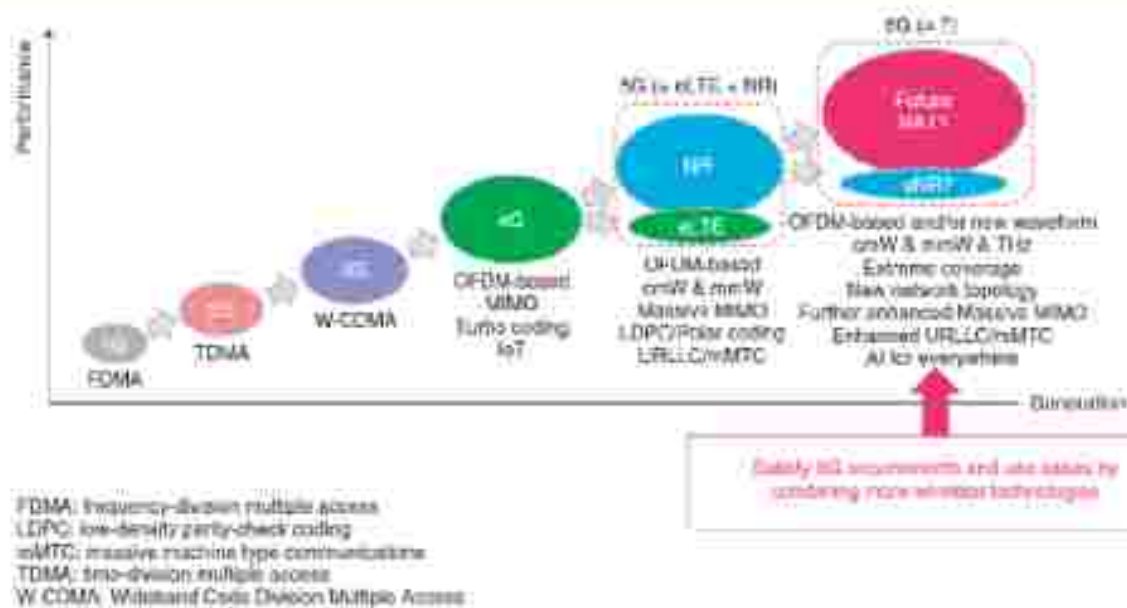 Performance
1G
FDMA
2G
TDMA
3G
W-CDMA
4G
OFDM-based
MIMO
Turbo coding
IoT
5G (= eLTE + NR)
NR
eLTE
OFDM-based
cmW & mmW
Massive MIMO
LDPC/Polar coding
URLLC/mMTC
6G (= ?)
Future
eNR?
OFDM-based and/or new waveform
cmW & mmW & THz
Extreme coverage
New network topology
Further enhanced Massive MIMO
Enhanced URLLC/mMTC
AI for everywhere
Generation
Satisfy 6G requirements and use cases by
combining more wireless technologies
FDMA: frequency-division multiple access
LDPC: low-density parity-check coding
mMTC: massive machine type communications
TDMA: time-division multiple access
W-CDMA: Wideband Code Division Multiple Access